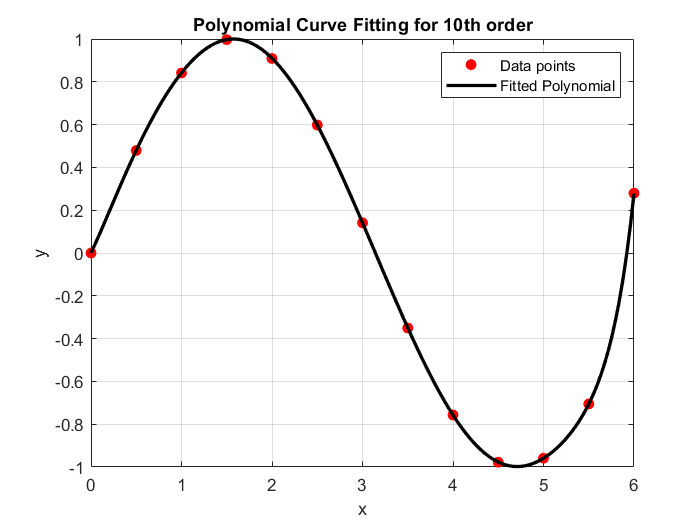 Polynomial Curve Fitting for 10th order
Data points
Fitted Polynomial
1
0.8
0.6
0.4
0.2
0
-0.2
-0.4
-0.6
-0.8
-1
y
0 1 2 3 4 5 6
x